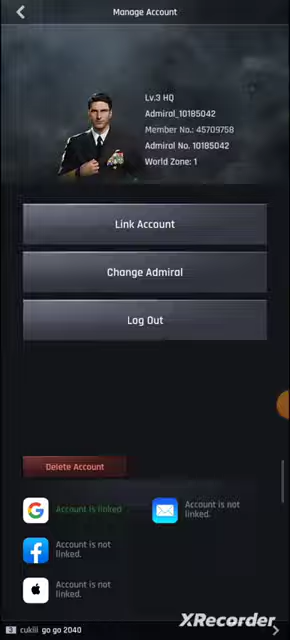 Manage Account
Lv.3 HQ
Admiral_10185042
Member No.: 45709758
Admiral No. 10185042
World Zone: 1
Link Account
Change Admiral
Log Out
Delete Account
Account is linked
Account is not
linked.
Account is not
linked.
Account is not
linked.
3 cukiii go go 2040
XRecorder